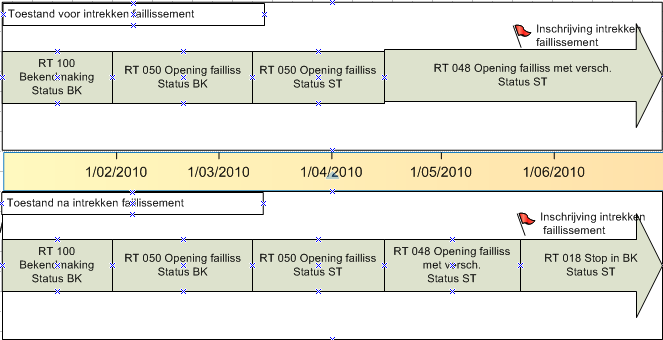 Toestand voor intrekken faillissement
Inschrijving intrekken
faillissement
RT 100
Bekendmaking
Status BK
RT 050 Opening failliss
Status BK
RT 050 Opening failliss
Status ST
RT 048 Opening failliss met versch.
Status ST
1/02/2010 1/03/2010 1/04/2010 1/05/2010 1/06/2010
Toestand na intrekken faillissement
Inschrijving intrekken
faillissement
RT 100
Bekendmaking
Status BK
RT 050 Opening failliss
Status BK
RT 050 Opening failliss
Status ST
RT 048 Opening failliss
met versch.
Status ST
RT 018 Stop in BK
Status ST